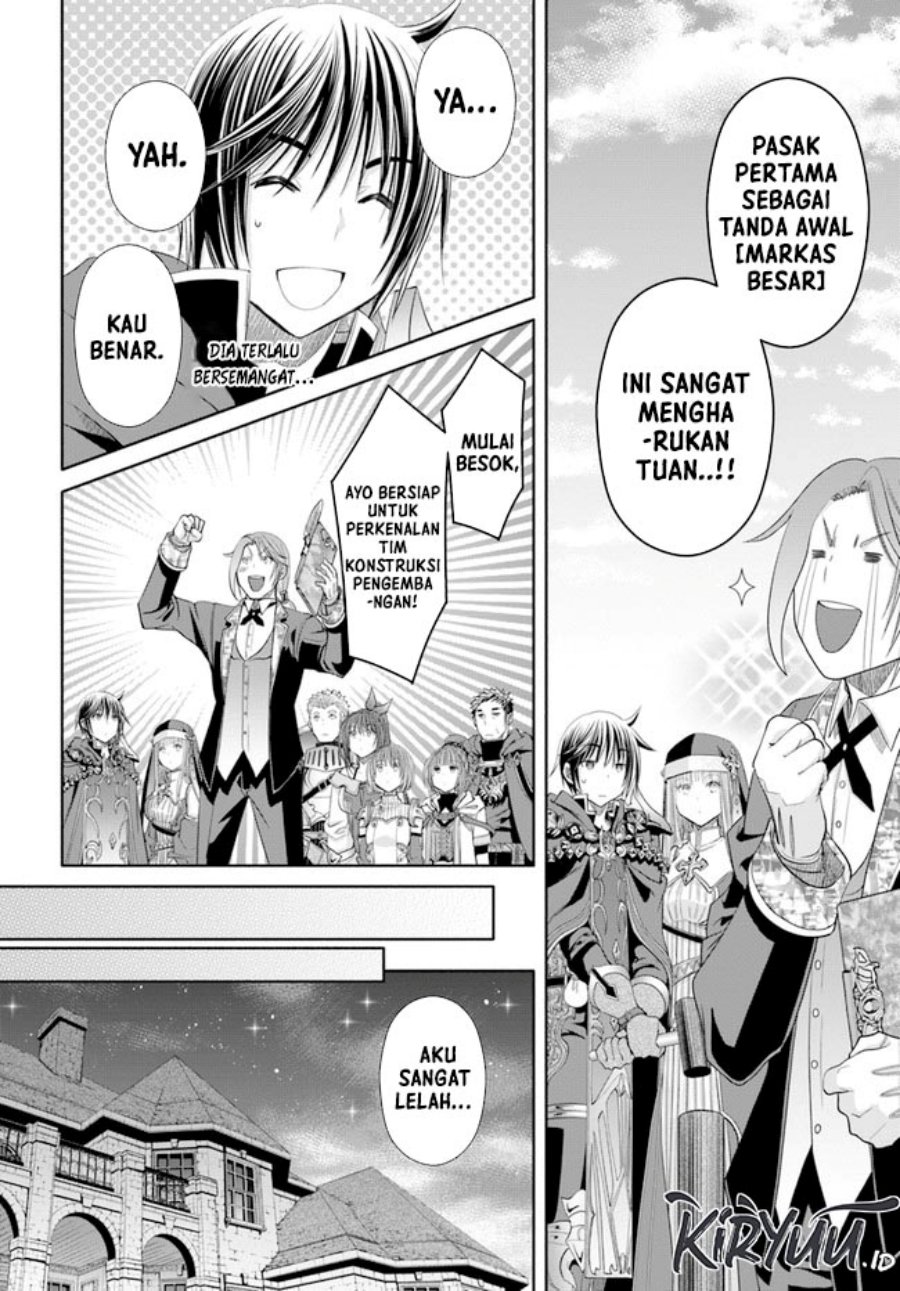 PASAK
PERTAMA
SEBAGAI
TANDA AWAL
[MARKAS
BESAR]
INI SANGAT
MENGHA
-RUKAN
TUAN..!!
YA...
YAH.
KAU
BENAR.
DIA TERLALU
BERSEMANGAT...
MULAI
BESOK,
AYO BERSIAP
UNTUK
PERKENALAN
TIM
KONSTRUKSI
PENGEMBA
-NGAN!
AKU
SANGAT
LELAH...
KIRYUU.ID